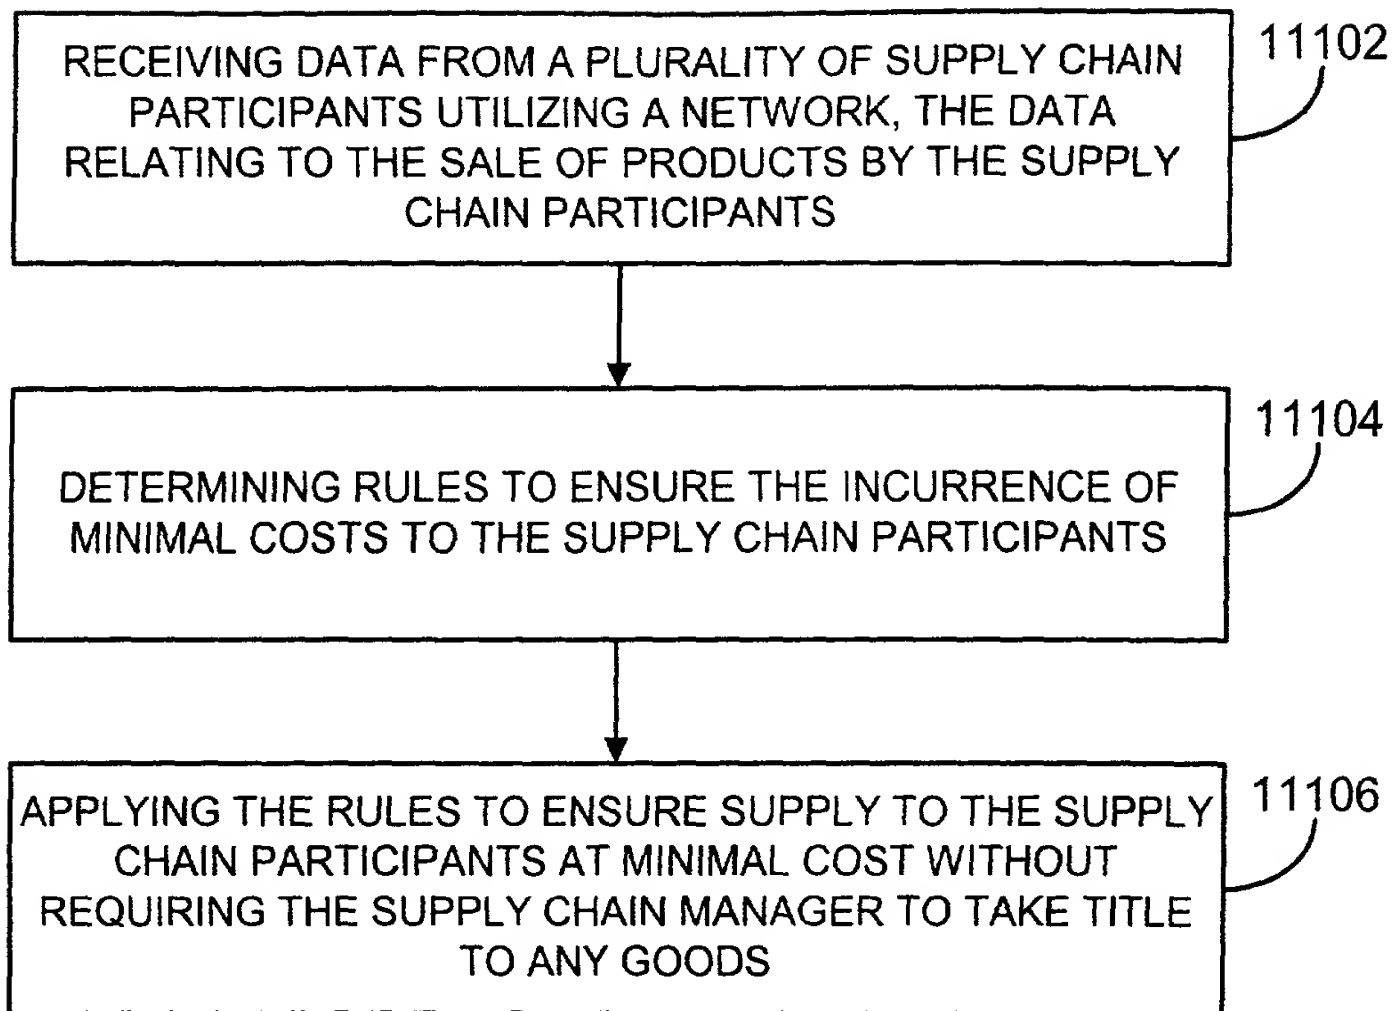 RECEIVING DATA FROM A PLURALITY OF SUPPLY CHAIN
PARTICIPANTS UTILIZING A NETWORK, THE DATA
RELATING TO THE SALE OF PRODUCTS BY THE SUPPLY
CHAIN PARTICIPANTS
11102
DETERMINING RULES TO ENSURE THE INCURRENCE OF
MINIMAL COSTS TO THE SUPPLY CHAIN PARTICIPANTS
11104
APPLYING THE RULES TO ENSURE SUPPLY TO THE SUPPLY
CHAIN PARTICIPANTS AT MINIMAL COST WITHOUT
REQUIRING THE SUPPLY CHAIN MANAGER TO TAKE TITLE
TO ANY GOODS
11106